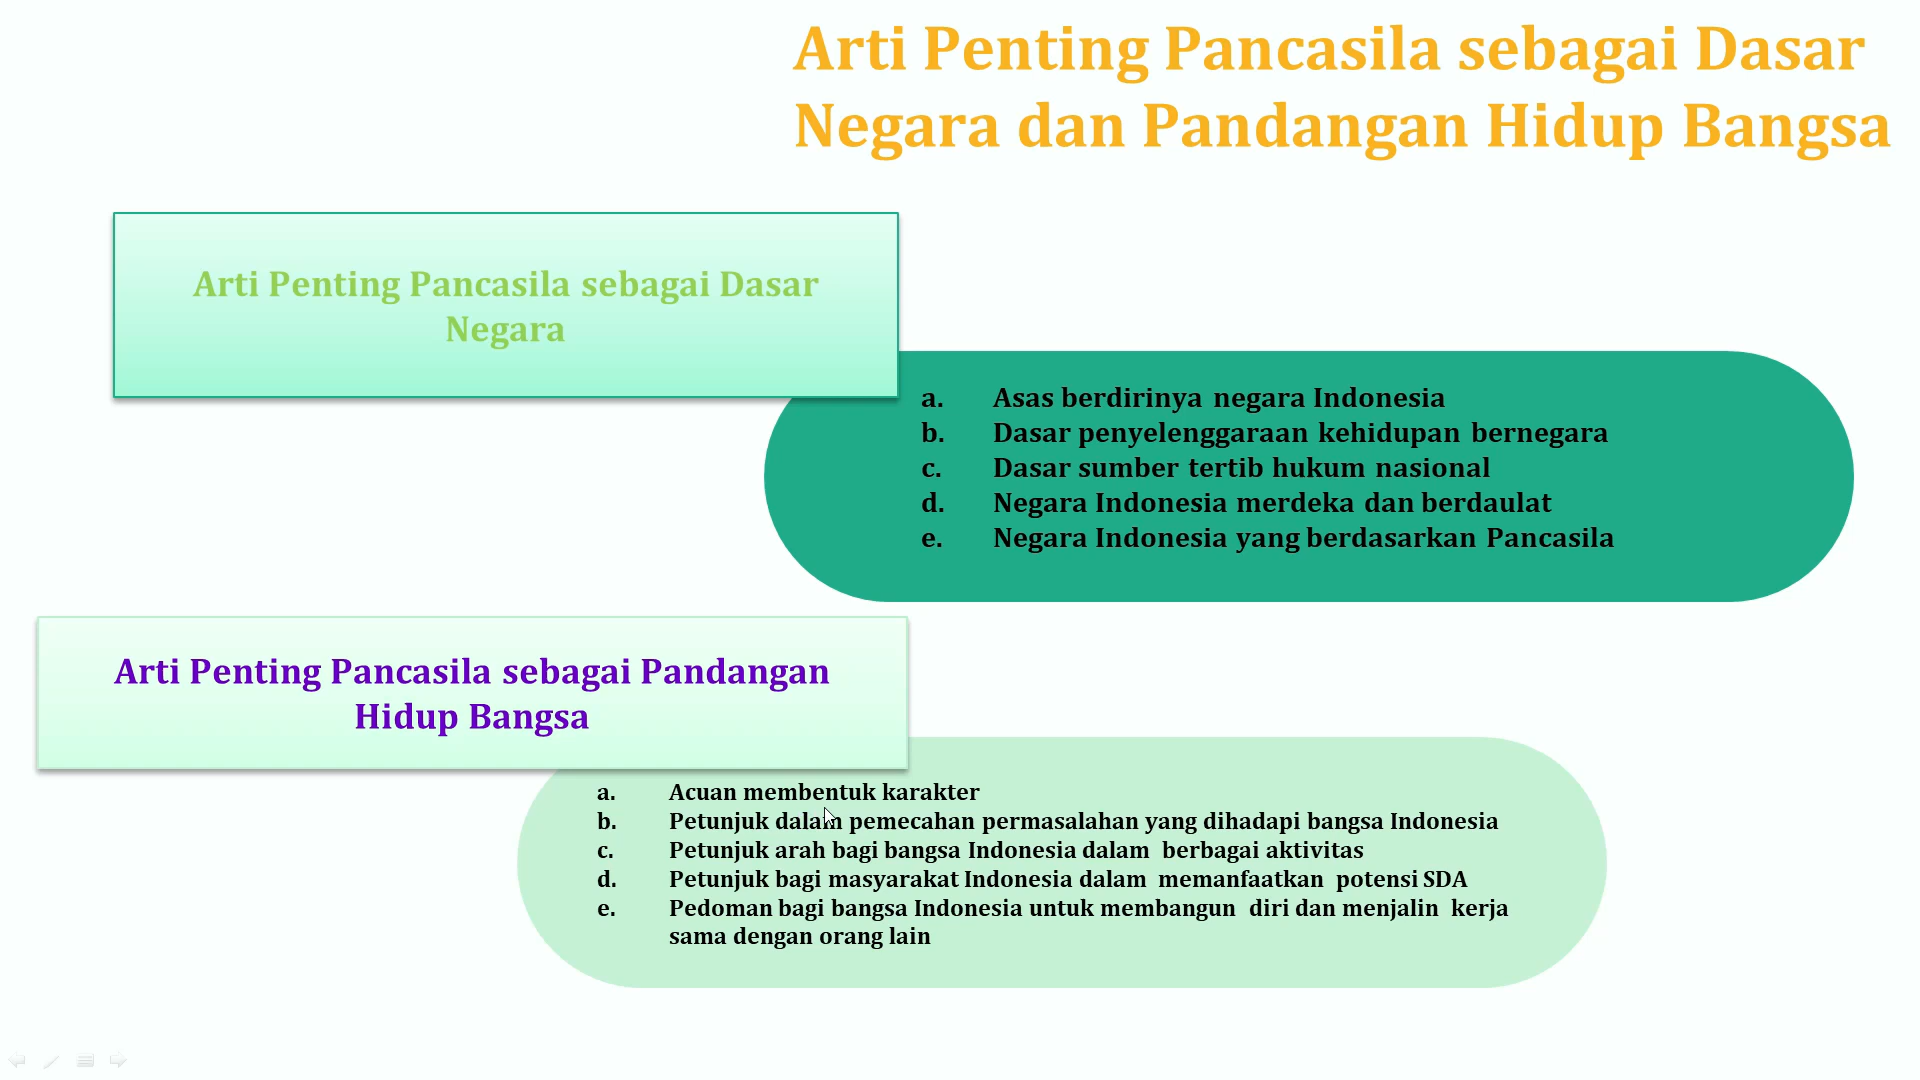 Arti Penting Pancasila sebagai Dasar
Negara dan Pandangan Hidup Bangsa
Arti Penting Pancasila sebagai Dasar
Negara
a. Asas berdirinya negara Indonesia
b. Dasar penyelenggaraan kehidupan bernegara
c. Dasar sumber tertib hukum nasional
d. Negara Indonesia merdeka dan berdaulat
e. Negara Indonesia yang berdasarkan Pancasila
Arti Penting Pancasila sebagai Pandangan
Hidup Bangsa
a. Acuan membentuk karakter
b. Petunjuk dalam pemecahan permasalahan yang dihadapi bangsa Indonesia
c. Petunjuk arah bagi bangsa Indonesia dalam berbagai aktivitas
d. Petunjuk bagi masyarakat Indonesia dalam memanfaatkan potensi SDA
e. Pedoman bagi bangsa Indonesia untuk membangun diri dan menjalin kerja
sama dengan orang lain